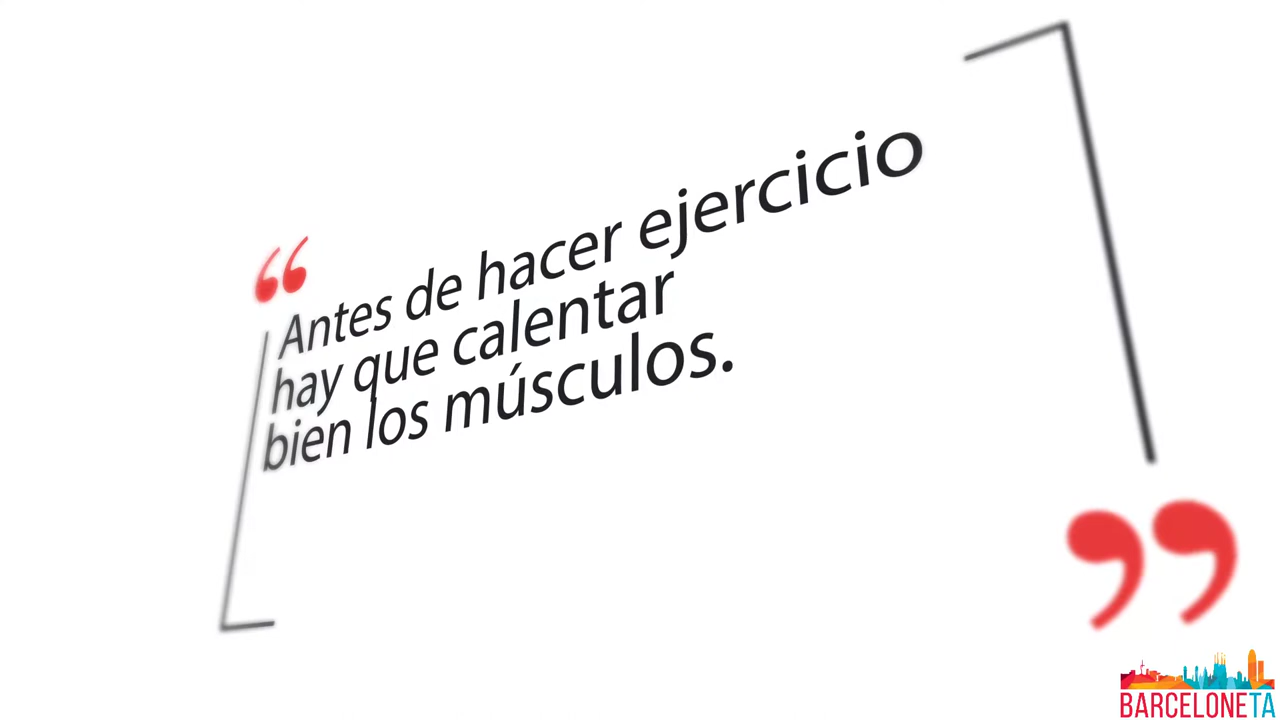 “
Antes de hacer ejercicio
hay que calentar
bien los músculos.
”
BARCELONETA